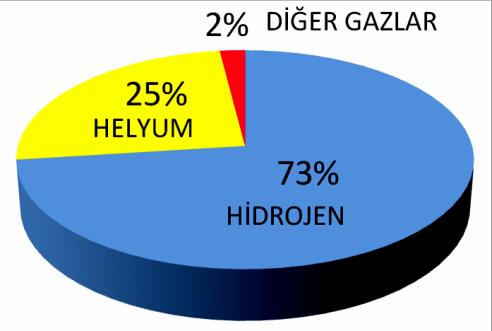 2% DİĞER GAZLAR
25%
HELYUM
73%
HİDROJEN